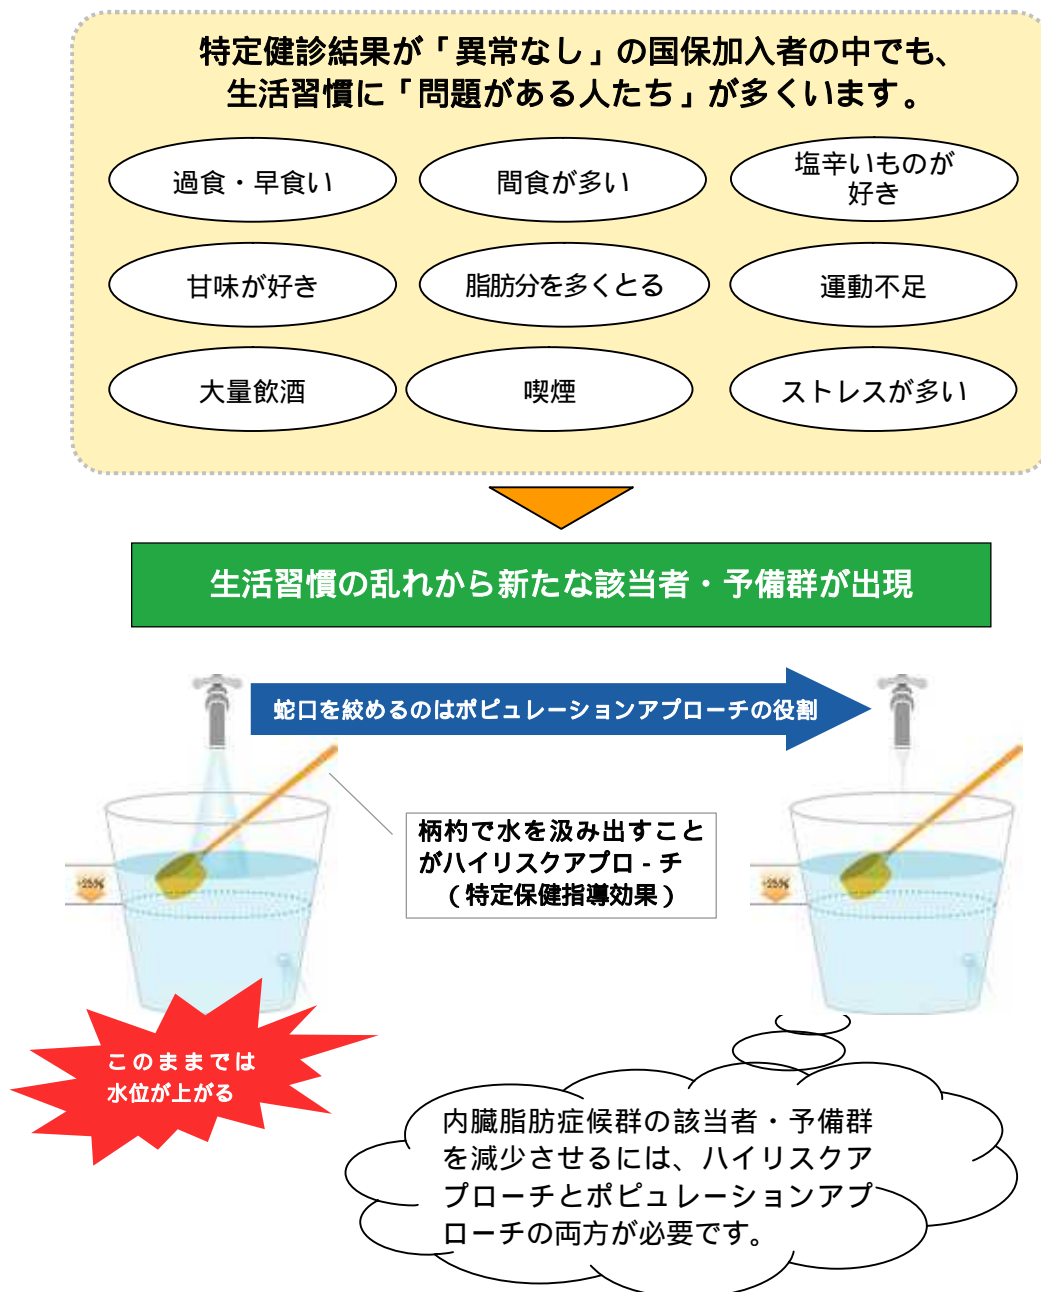 特定健診結果が「異常なし」の国保加入者の中でも、
生活習慣に「問題がある人たち」が多くいます。
過食・早食い
間食が多い
塩辛いものが
好き
甘味が好き
脂肪分を多くとる
運動不足
大量飲酒
喫煙
ストレスが多い
生活習慣の乱れから新たな該当者・予備群が出現
蛇口を絞めるのはポピュレーションアプローチの役割
柄杓で水を汲み出すこと
がハイリスクアプロ-チ
(特定保健指導効果)
このままでは
水位が上がる
内臓脂肪症候群の該当者・予備群
を減少させるには、ハイリスクア
プローチとポピュレーションアプ
ローチの両方が必要です。